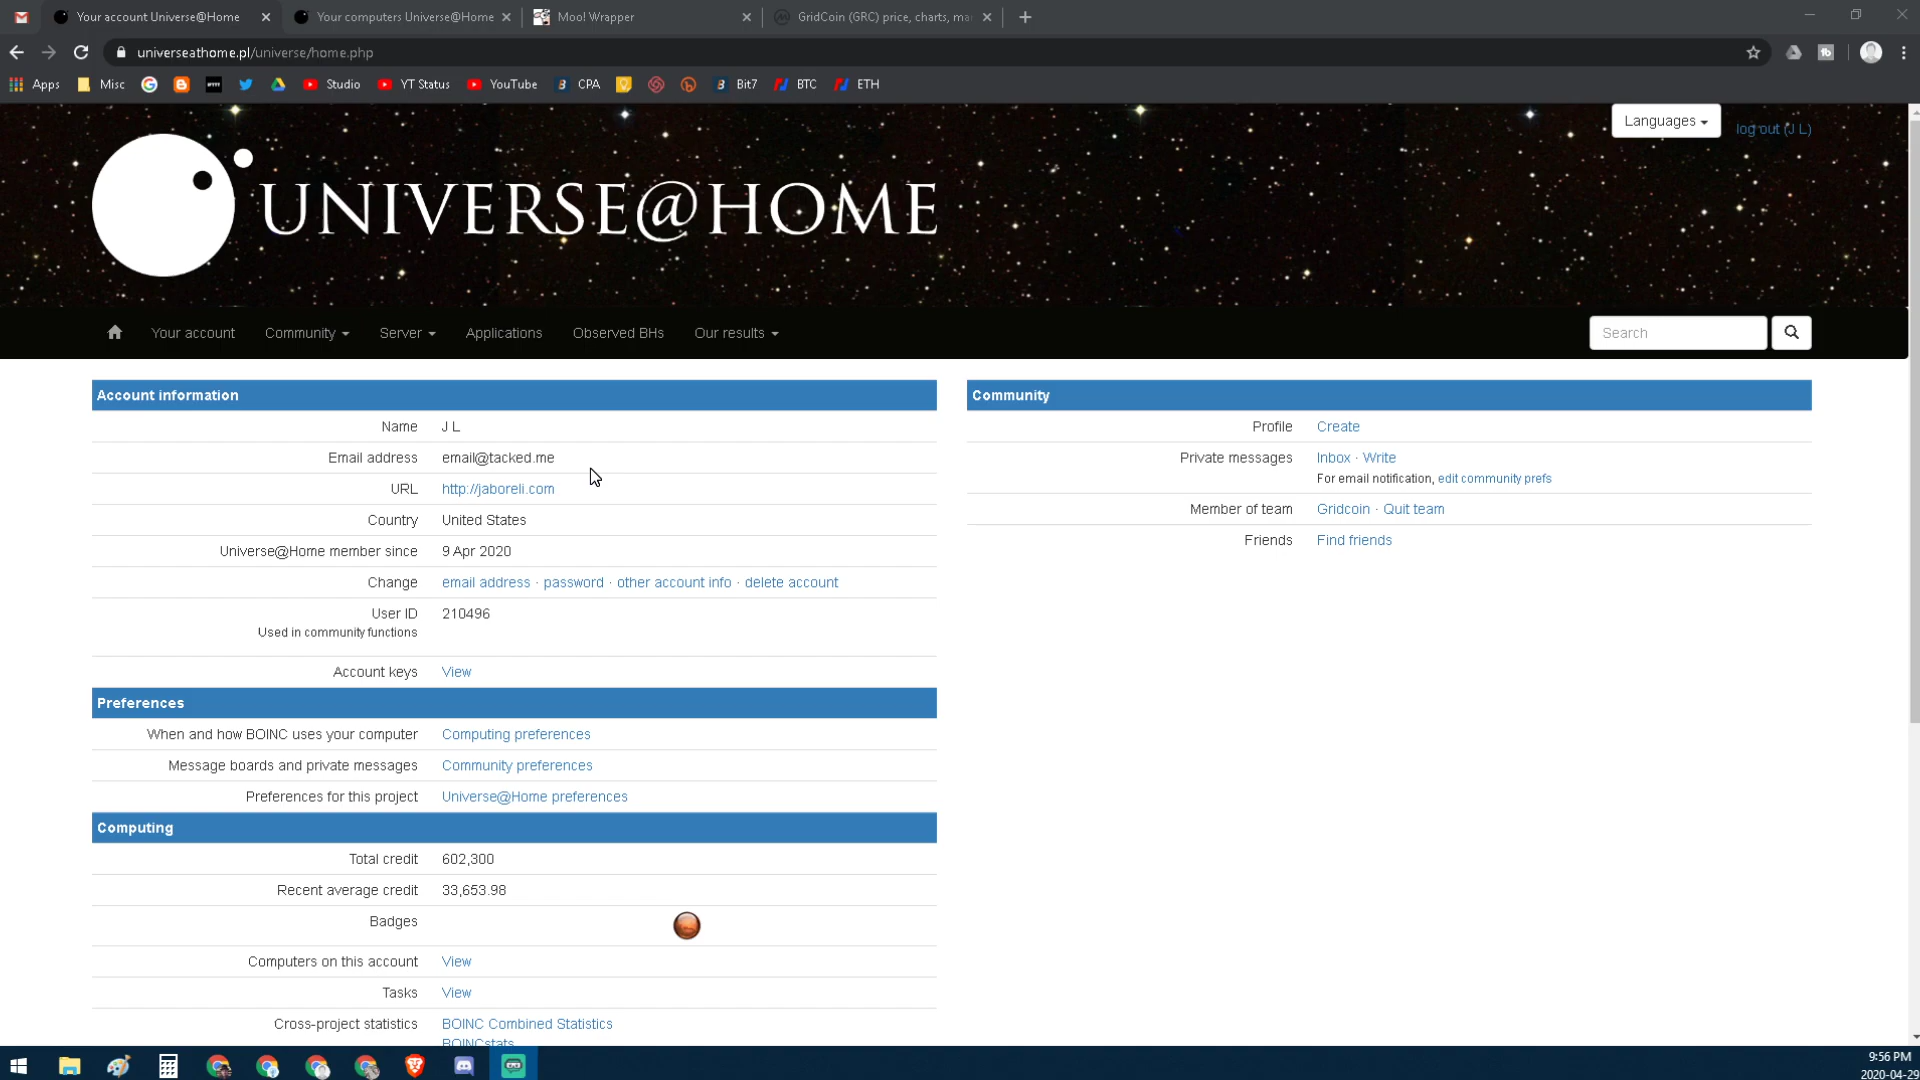 Your account Universe@Home
Your computers Universe@Home
Moo! Wrapper
GridCoin (GRC) price, charts, ma
universeathome.pl/universe/home.php
Apps
Misc
Studio
YT Status
YouTube
CPA
Bit7
BTC
ETH
Languages
log out (J L)
UNIVERSE@HOME
Your account
Community
Server
Applications
Observed BHs
Our results
Search
Account information
Name J L
Email address email@tacked.me
URL http://jaboreli.com
Country United States
Universe@Home member since 9 Apr 2020
Change email address · password · other account info · delete account
User ID 210496
Used in community functions
Account keys View
Preferences
When and how BOINC uses your computer Computing preferences
Message boards and private messages Community preferences
Preferences for this project Universe@Home preferences
Computing
Total credit 602,300
Recent average credit 33,653.98
Badges
Computers on this account View
Tasks View
Cross-project statistics BOINC Combined Statistics
BOINCstats
Community
Profile Create
Private messages Inbox · Write
For email notification, edit community prefs
Member of team Gridcoin · Quit team
Friends Find friends
9:56 PM
2020-04-29